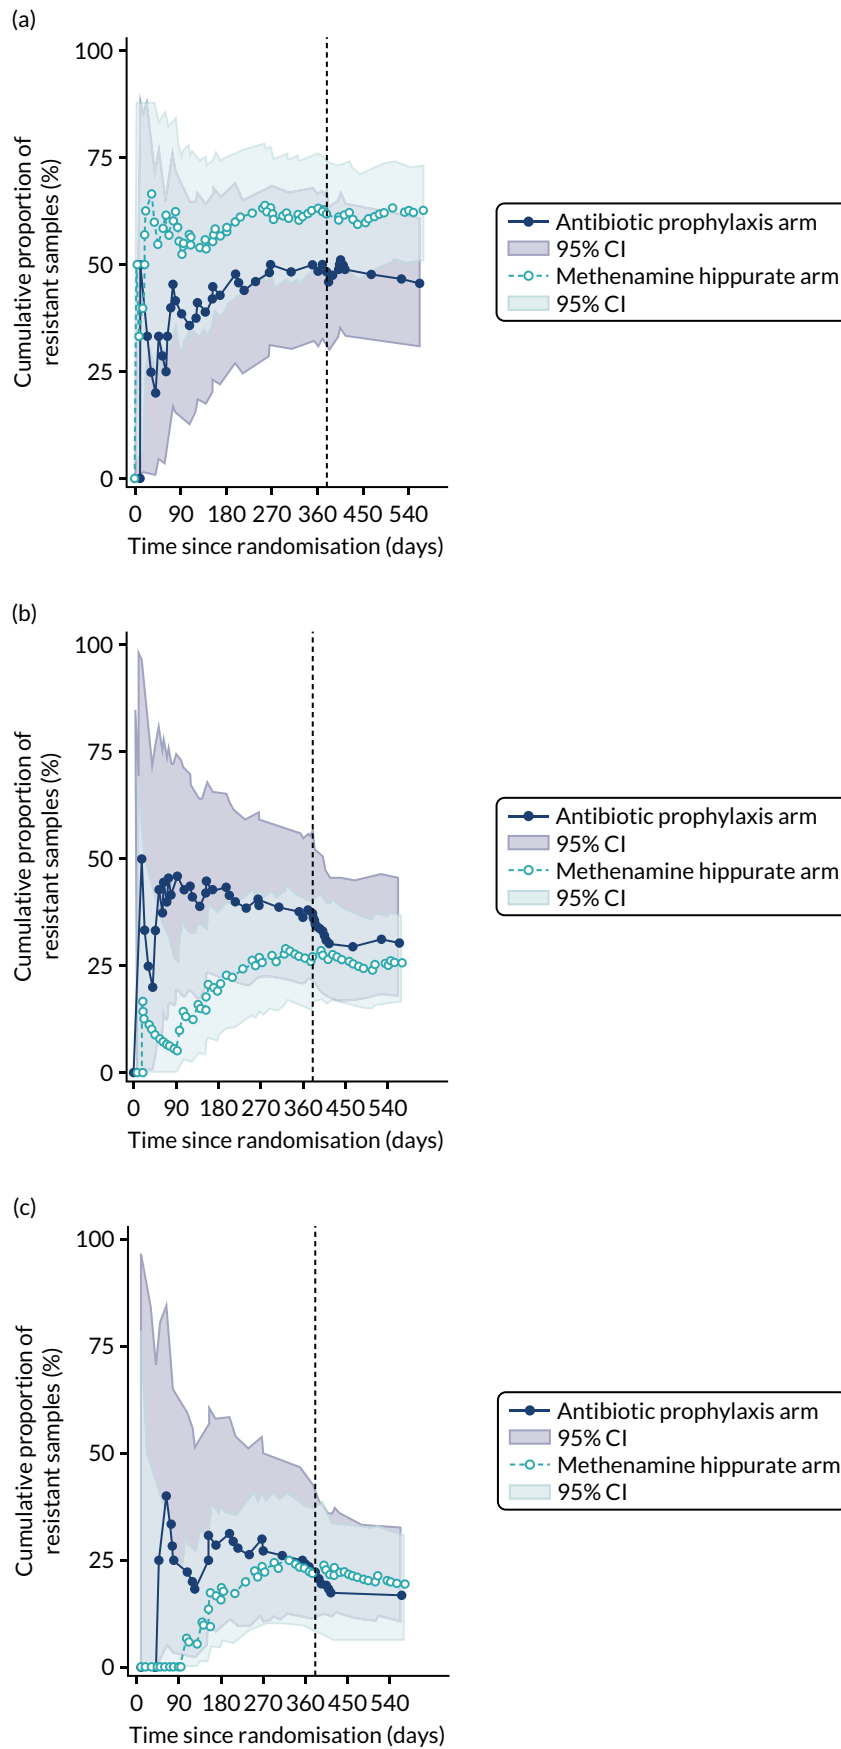 (a)
100
75
50
25
0
Cumulative proportion of
resistant samples (%)
0 90 180 270 360 450 540
Time since randomisation (days)
Antibiotic prophylaxis arm
95% CI
Methenamine hippurate arm
95% CI
(b)
100
75
50
25
0
Cumulative proportion of
resistant samples (%)
0 90 180 270 360 450 540
Time since randomisation (days)
Antibiotic prophylaxis arm
95% CI
Methenamine hippurate arm
95% CI
(c)
100
75
50
25
0
Cumulative proportion of
resistant samples (%)
0 90 180 270 360 450 540
Time since randomisation (days)
Antibiotic prophylaxis arm
95% CI
Methenamine hippurate arm
95% CI